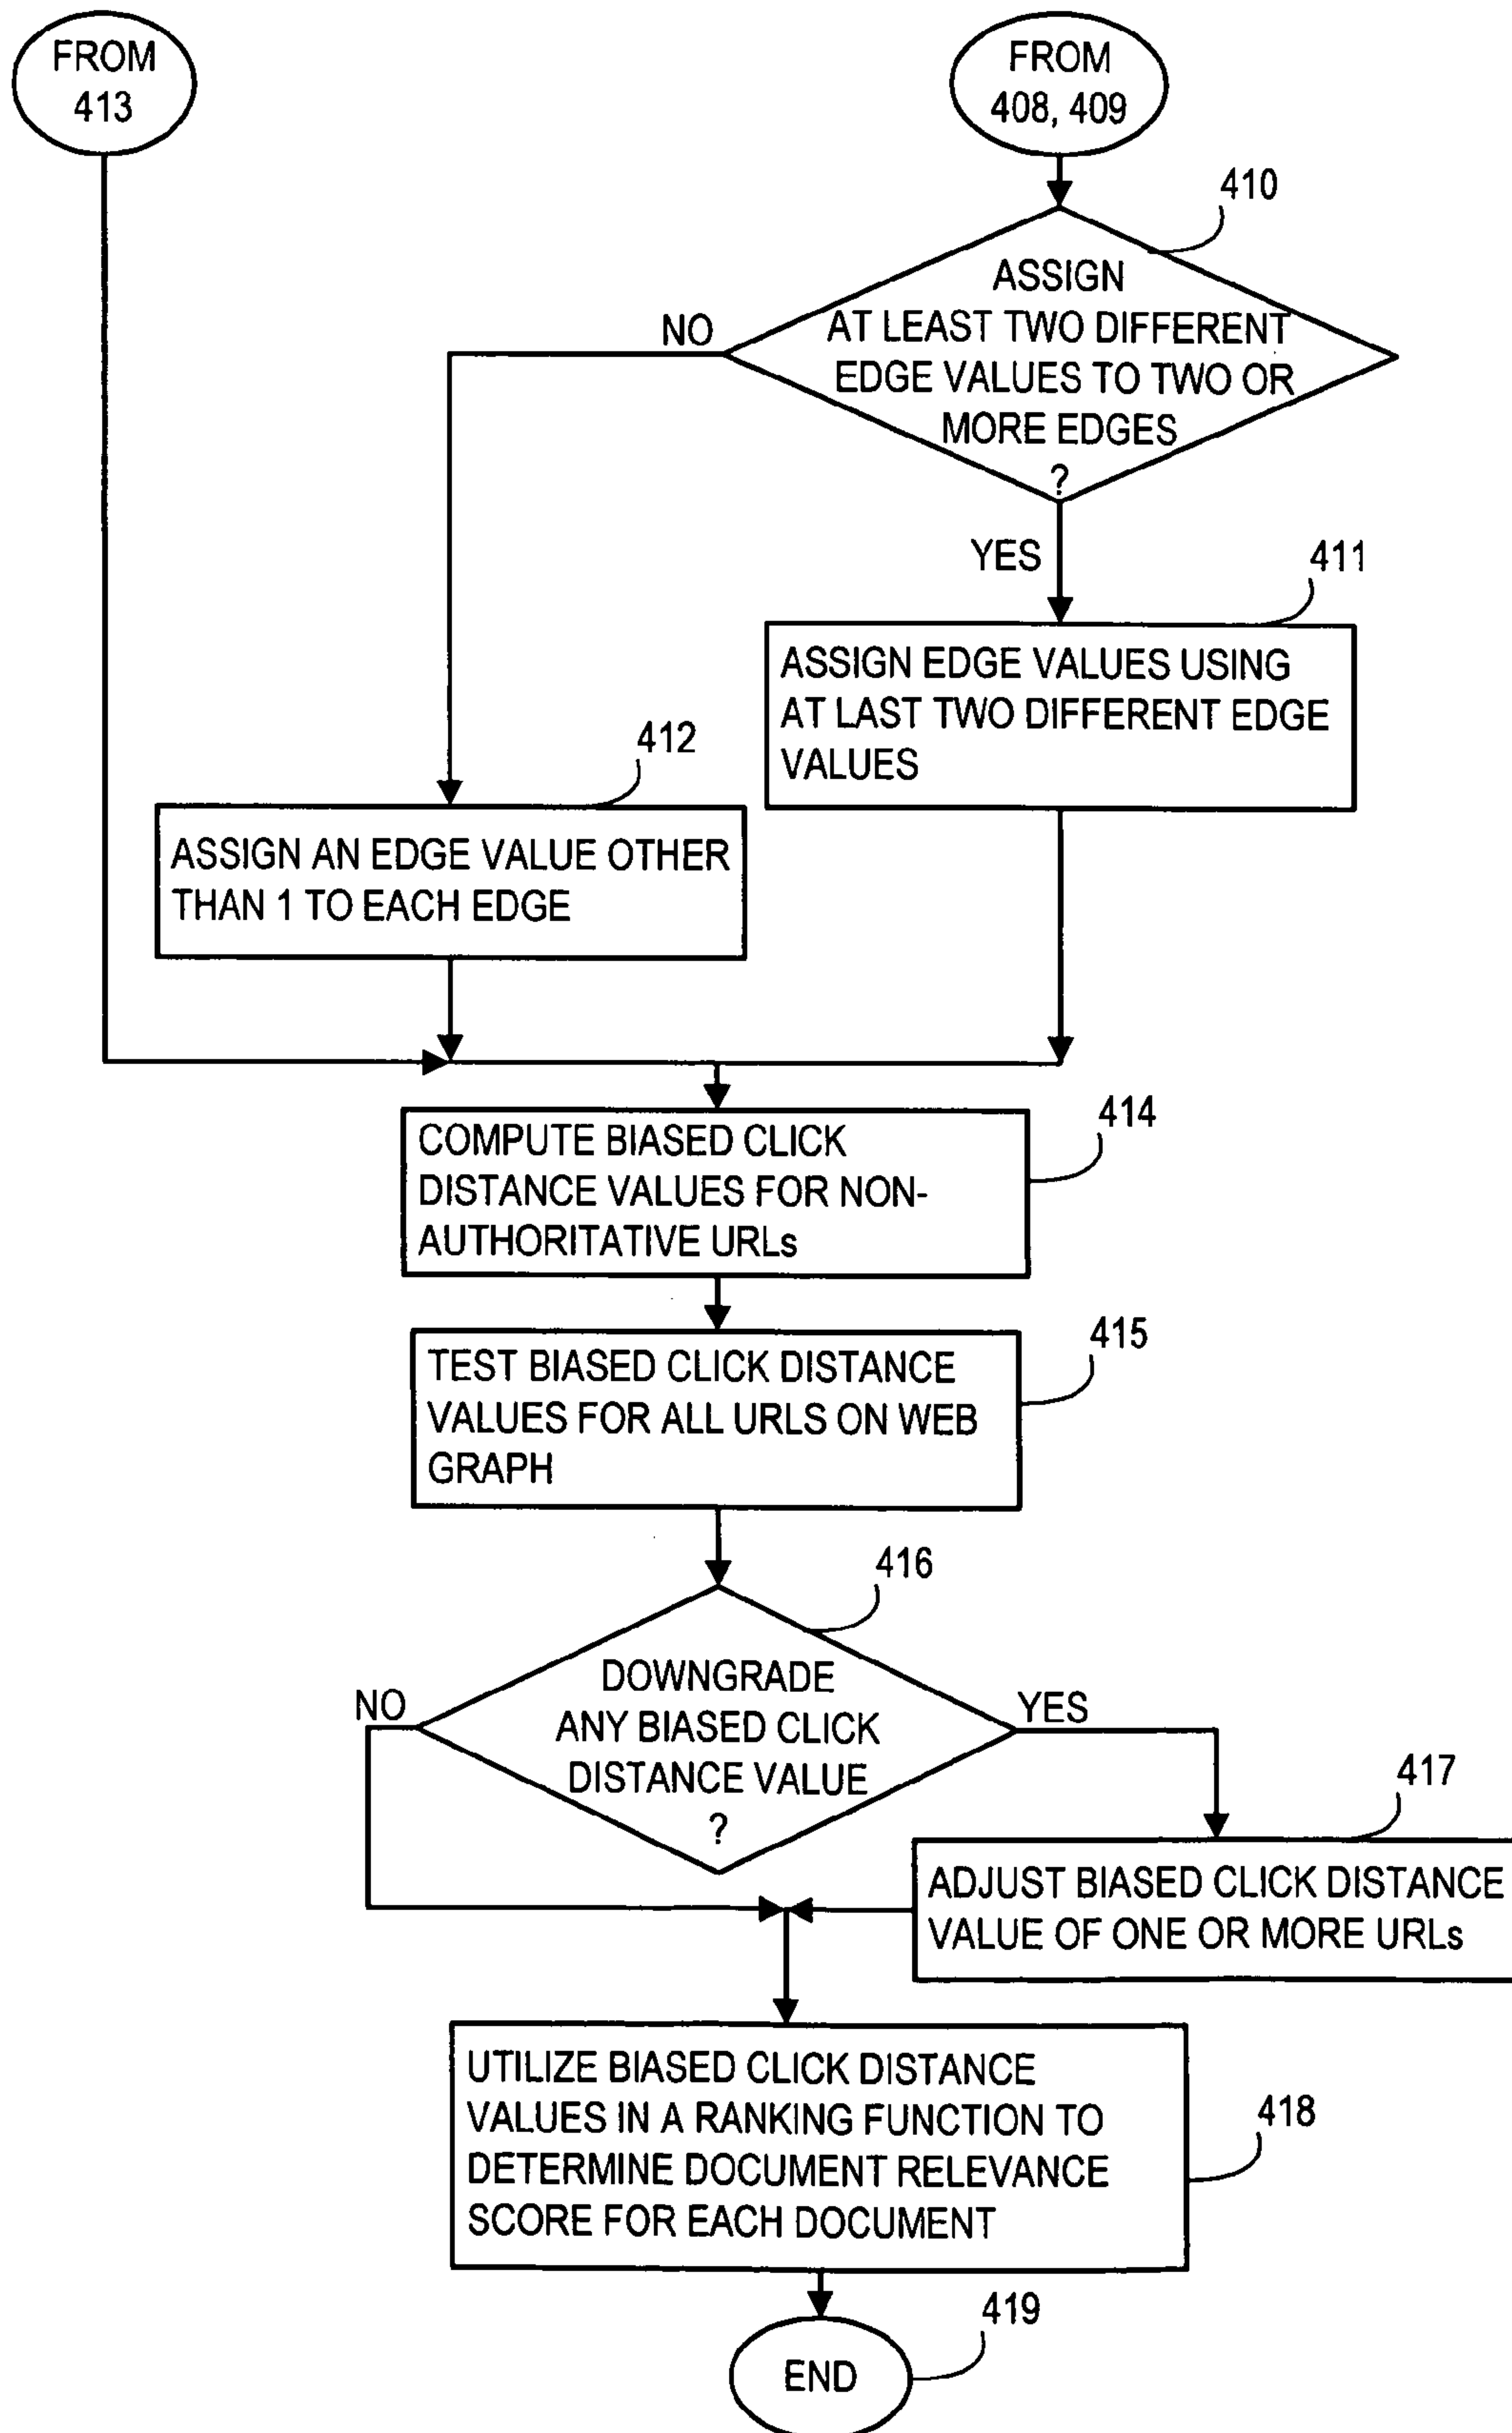 FROM
413
FROM
408, 409
410
ASSIGN
AT LEAST TWO DIFFERENT
EDGE VALUES TO TWO OR
MORE EDGES
?
NO
YES
411
ASSIGN EDGE VALUES USING
AT LAST TWO DIFFERENT EDGE
VALUES
412
ASSIGN AN EDGE VALUE OTHER
THAN 1 TO EACH EDGE
414
COMPUTE BIASED CLICK
DISTANCE VALUES FOR NON-
AUTHORITATIVE URLs
415
TEST BIASED CLICK DISTANCE
VALUES FOR ALL URLS ON WEB
GRAPH
416
DOWNGRADE
ANY BIASED CLICK
DISTANCE VALUE
?
NO
YES
417
ADJUST BIASED CLICK DISTANCE
VALUE OF ONE OR MORE URLs
418
UTILIZE BIASED CLICK DISTANCE
VALUES IN A RANKING FUNCTION TO
DETERMINE DOCUMENT RELEVANCE
SCORE FOR EACH DOCUMENT
419
END